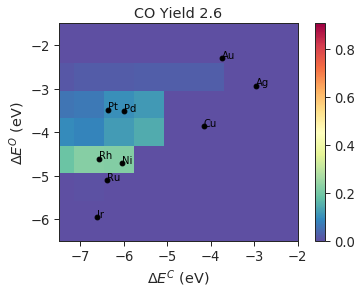 CO Yield 2.6
ΔE^O (eV)
−2
−3
−4
−5
−6
Au
Ag
Pt
Pd
Cu
Rh
Ni
Ru
Ir
−7
−6
−5
−4
−3
−2
ΔE^C (eV)
0.8
0.6
0.4
0.2
0.0